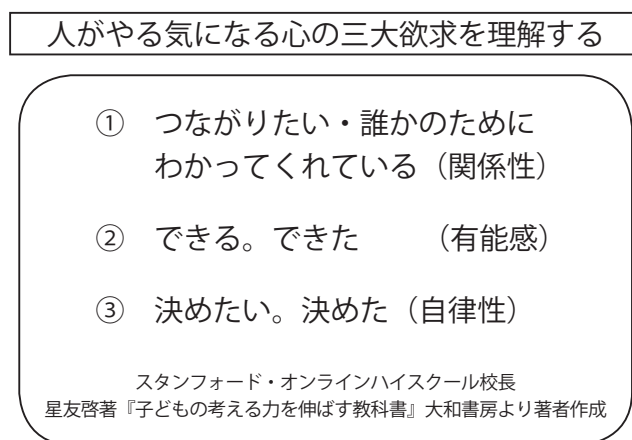 人がやる気になる心の三大欲求を理解する
① つながりたい・誰かのために
わかってくれている（関係性）
② できる。できた （有能感）
③ 決めたい。決めた（自律性）
スタンフォード・オンラインハイスクール校長
星友啓著『子どもの考える力を伸ばす教科書』大和書房より著者作成